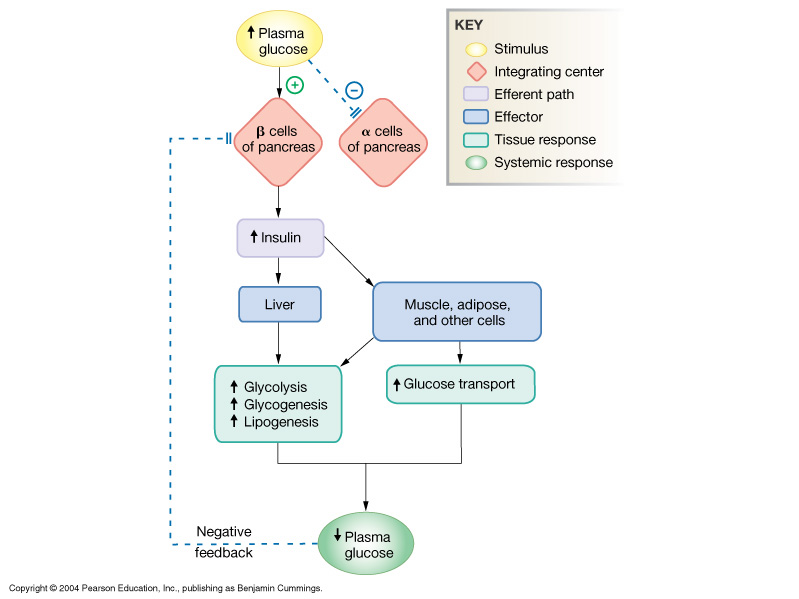 ↑ Plasma
glucose
+
−
β cells
of pancreas
α cells
of pancreas
KEY
Stimulus
Integrating center
Efferent path
Effector
Tissue response
Systemic response
↑ Insulin
Liver
Muscle, adipose,
and other cells
↑ Glycolysis
↑ Glycogenesis
↑ Lipogenesis
↑ Glucose transport
Negative
feedback
↓ Plasma
glucose
Copyright © 2004 Pearson Education, Inc., publishing as Benjamin Cummings.